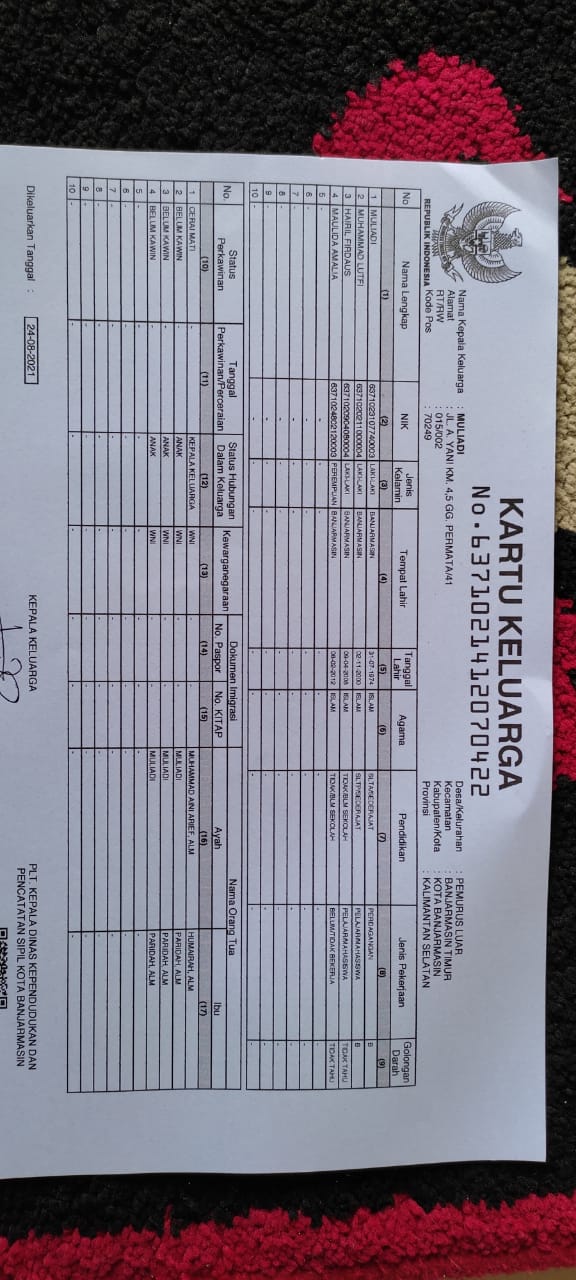 KARTU KELUARGA
No. 6371021412070422
REPUBLIK INDONESIA
Nama Kepala Keluarga : MULIADI
Alamat : JL. A. YANI KM. 4,5 GG. PERMATA/41
RT/RW : 015/002
Kode Pos : 70249
Desa/Kelurahan : PEMURUS LUAR
Kecamatan : BANJARMASIN TIMUR
Kabupaten/Kota : KOTA BANJARMASIN
Provinsi : KALIMANTAN SELATAN
No Nama Lengkap NIK Jenis Kelamin Tempat Lahir Tanggal Lahir Agama Pendidikan Jenis Pekerjaan Golongan Darah
(1) (2) (3) (4) (5) (6) (7) (8) (9)
1 MULIADI 6371023107740003 LAKI-LAKI BANJARMASIN 31-07-1974 ISLAM SLTA/SEDERAJAT PERDAGANGAN B
2 MUHAMMAD LUTFI 6371020211000004 LAKI-LAKI BANJARMASIN 02-11-2000 ISLAM SLTP/SEDERAJAT PELAJAR/MAHASISWA B
3 HAIRIL FIRDAUS 6371020904080004 LAKI-LAKI BANJARMASIN 09-04-2008 ISLAM TIDAK/BLM SEKOLAH PELAJAR/MAHASISWA TIDAK TAHU
4 MAULIDA AMALIA 6371024802120003 PEREMPUAN BANJARMASIN 08-02-2012 ISLAM TIDAK/BLM SEKOLAH BELUM/TIDAK BEKERJA TIDAK TAHU
5 - - - - - - - - -
6 - - - - - - - - -
7 - - - - - - - - -
8 - - - - - - - - -
9 - - - - - - - - -
10 - - - - - - - - -
No. Status Perkawinan Tanggal Perkawinan/Perceraian Status Hubungan Dalam Keluarga Kewarganegaraan Dokumen Imigrasi No. Paspor No. KITAP Nama Orang Tua Ayah Ibu
(10) (11) (12) (13) (14) (15) (16) (17)
1 CERAI MATI - KEPALA KELUARGA WNI - - MUHAMMAD AINI ARIEF, ALM HUMAIRAH, ALM
2 BELUM KAWIN - ANAK WNI - - MULIADI PARIDAH, ALM
3 BELUM KAWIN - ANAK WNI - - MULIADI PARIDAH, ALM
4 BELUM KAWIN - ANAK WNI - - MULIADI PARIDAH, ALM
5 - - - - - - - -
6 - - - - - - - -
7 - - - - - - - -
8 - - - - - - - -
9 - - - - - - - -
10 - - - - - - - -
Dikeluarkan Tanggal : 24-08-2021
KEPALA KELUARGA
PLT. KEPALA DINAS KEPENDUDUKAN DAN
PENCATATAN SIPIL KOTA BANJARMASIN